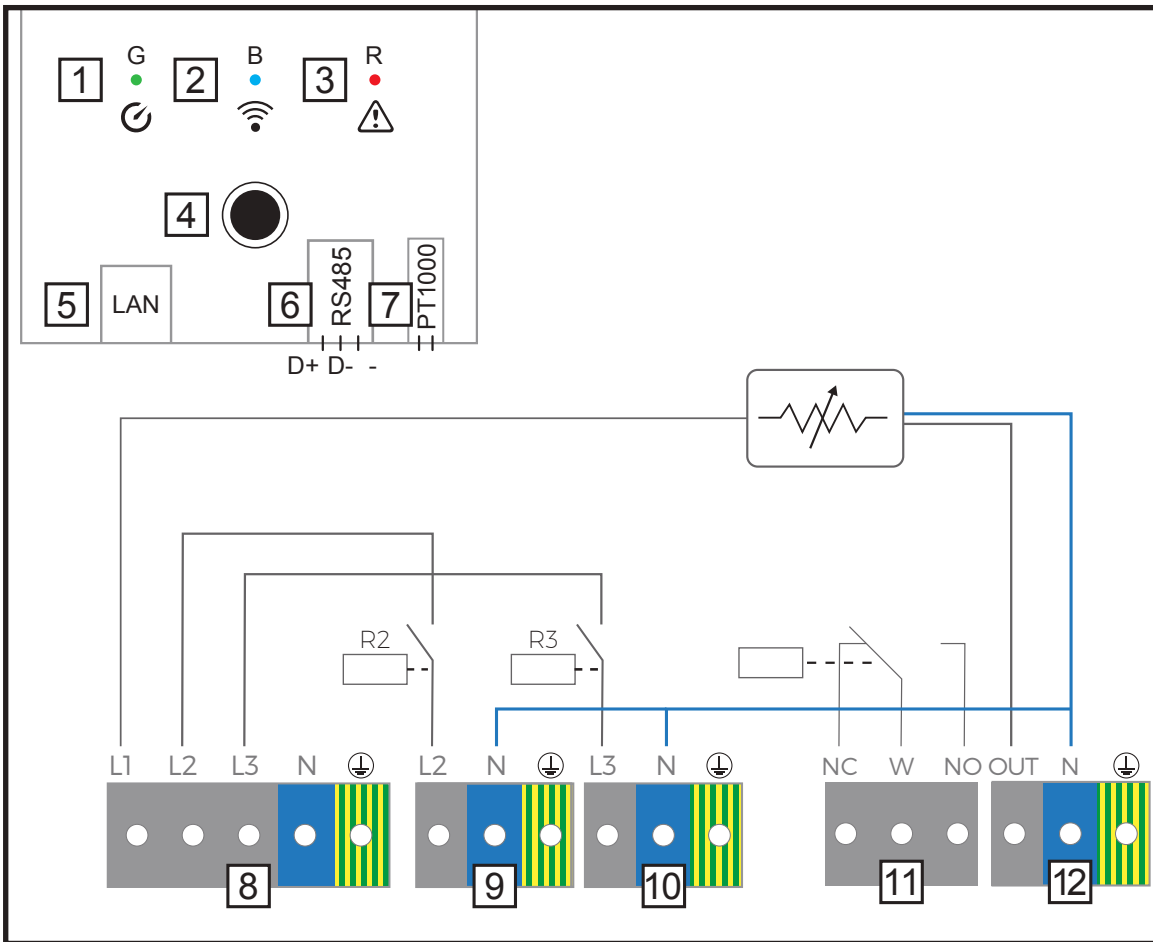 G B R
1 2 3
4
5 LAN 6 RS485 7 PT1000
D+ D- -
R2 R3
L1 L2 L3 N L2 N L3 N NC W NO OUT N
8 9 10 11 12